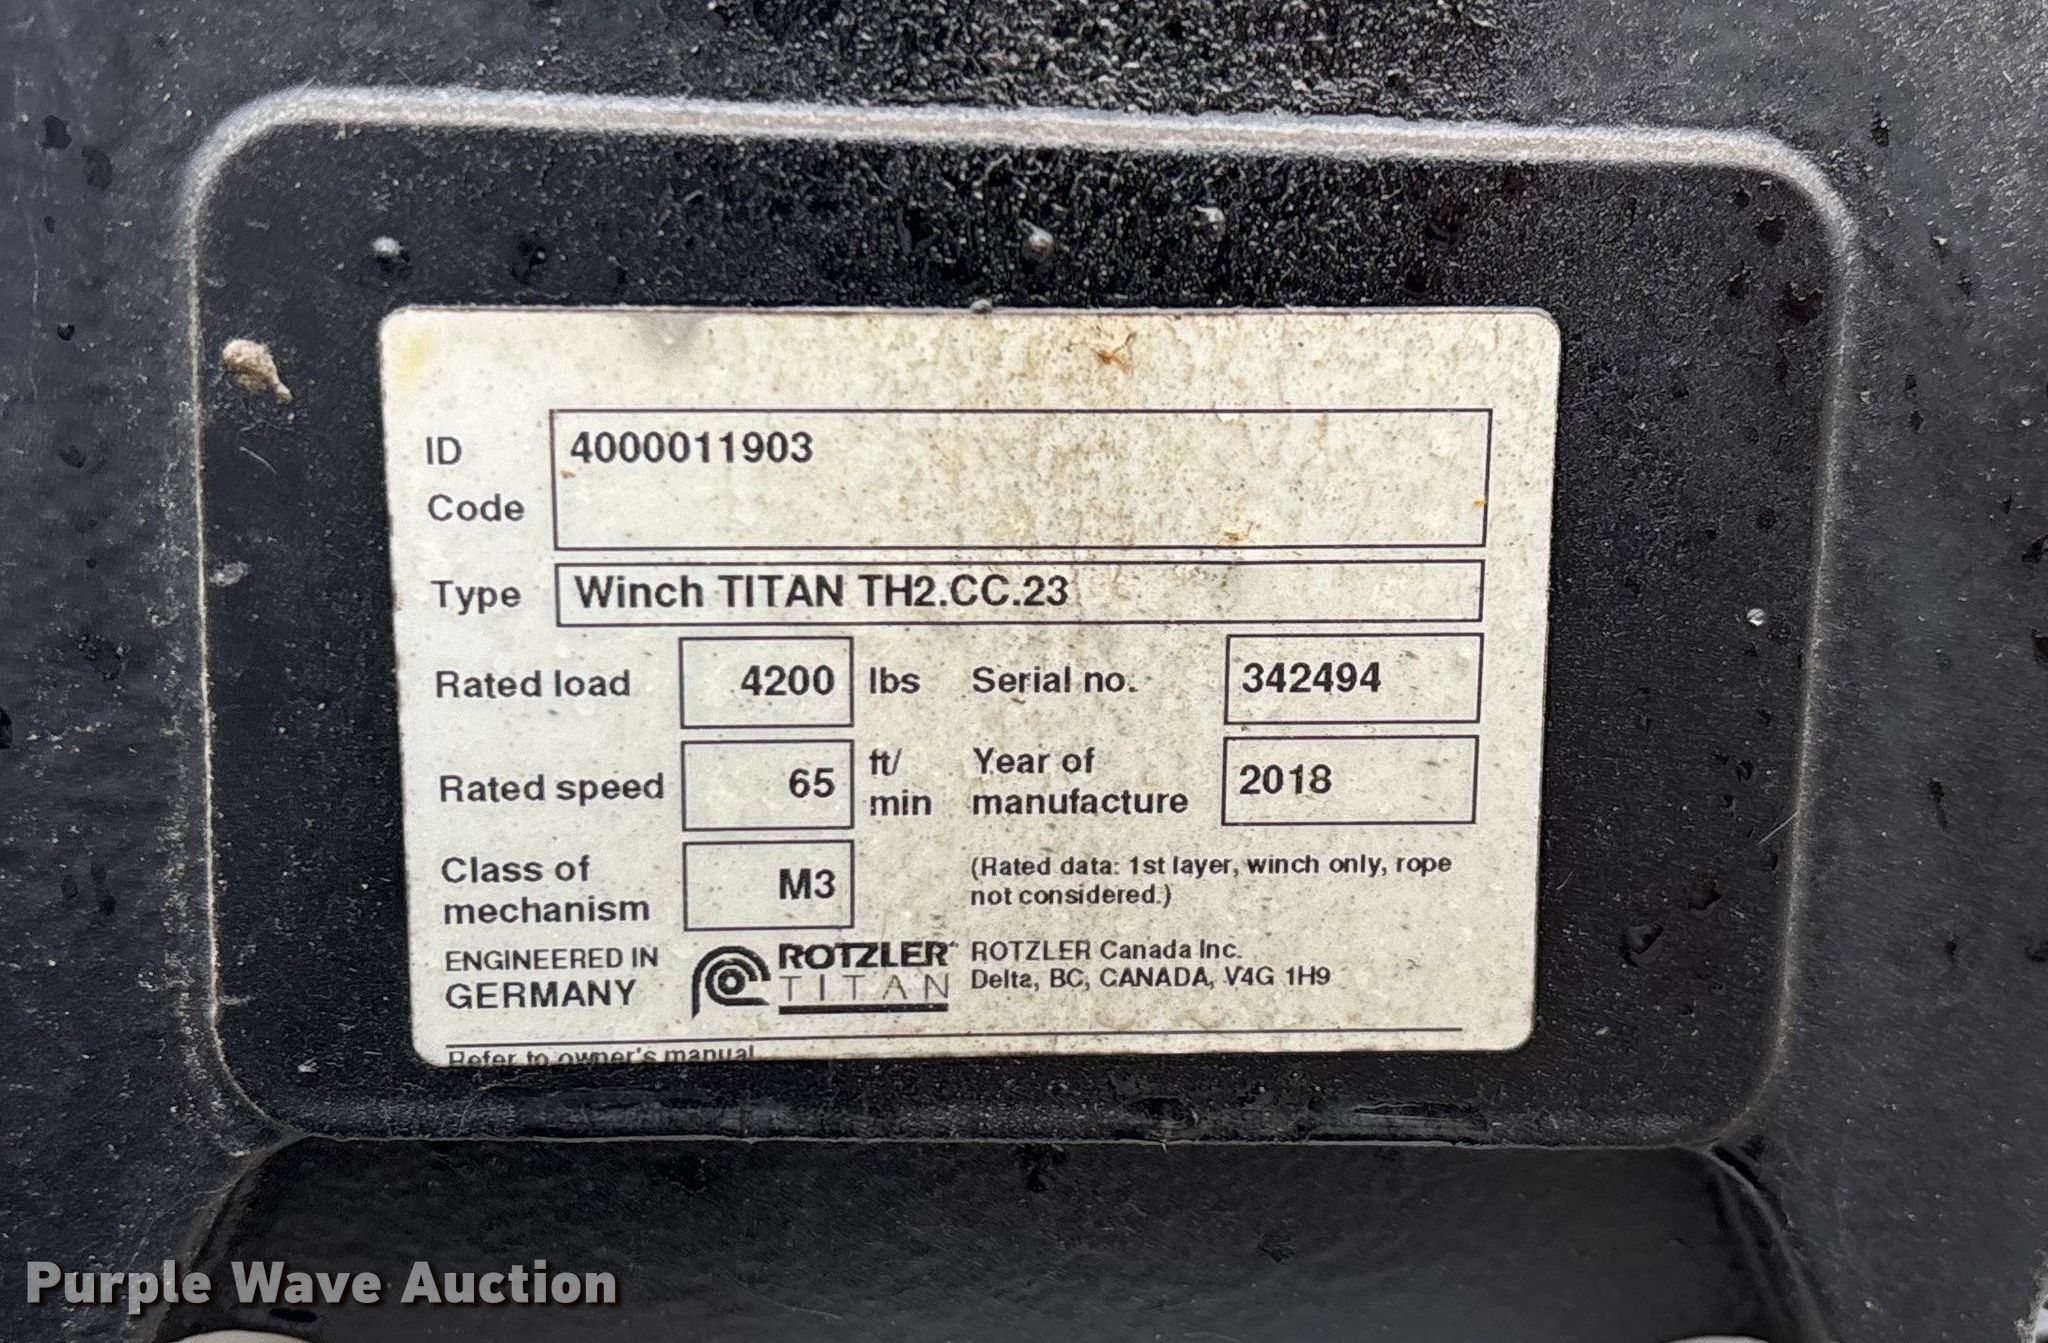 ID
Code
4000011903
Type
Winch TITAN TH2.CC.23
Rated load 4200 lbs
Serial no. 342494
Rated speed 65 ft/
min
Year of
manufacture
2018
Class of
mechanism
M3
(Rated data: 1st layer, winch only, rope
not considered.)
ENGINEERED IN
GERMANY
ROTZLER
TITAN
ROTZLER Canada Inc.
Delta, BC, CANADA, V4G 1H9
Refer to owner's manual
Purple Wave Auction